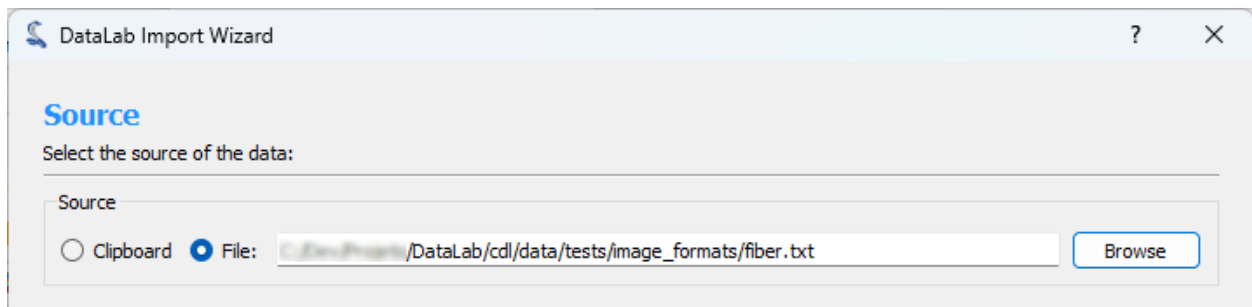 DataLab Import Wizard ?
Source
Select the source of the data:
Source
Clipboard File: /DataLab/cdl/data/tests/image_formats/fiber.txt Browse